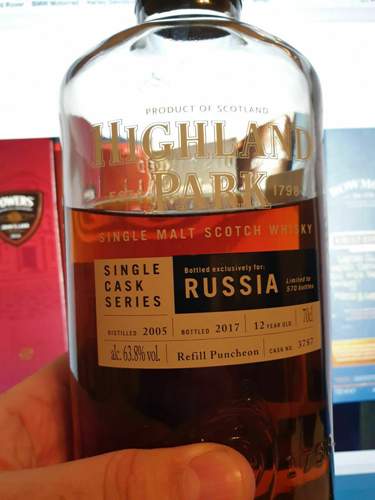 PRODUCT OF SCOTLAND
HIGHLAND
PARK
1798
SINGLE MALT SCOTCH WHISKY
SINGLE
CASK
SERIES
Bottled exclusively for:
RUSSIA
Limited to
570 bottles
DISTILLED 2005
BOTTLED 2017
12 YEAR OLD
70cl
alc. 63.8% vol.
Refill Puncheon
CASK NO. 3787